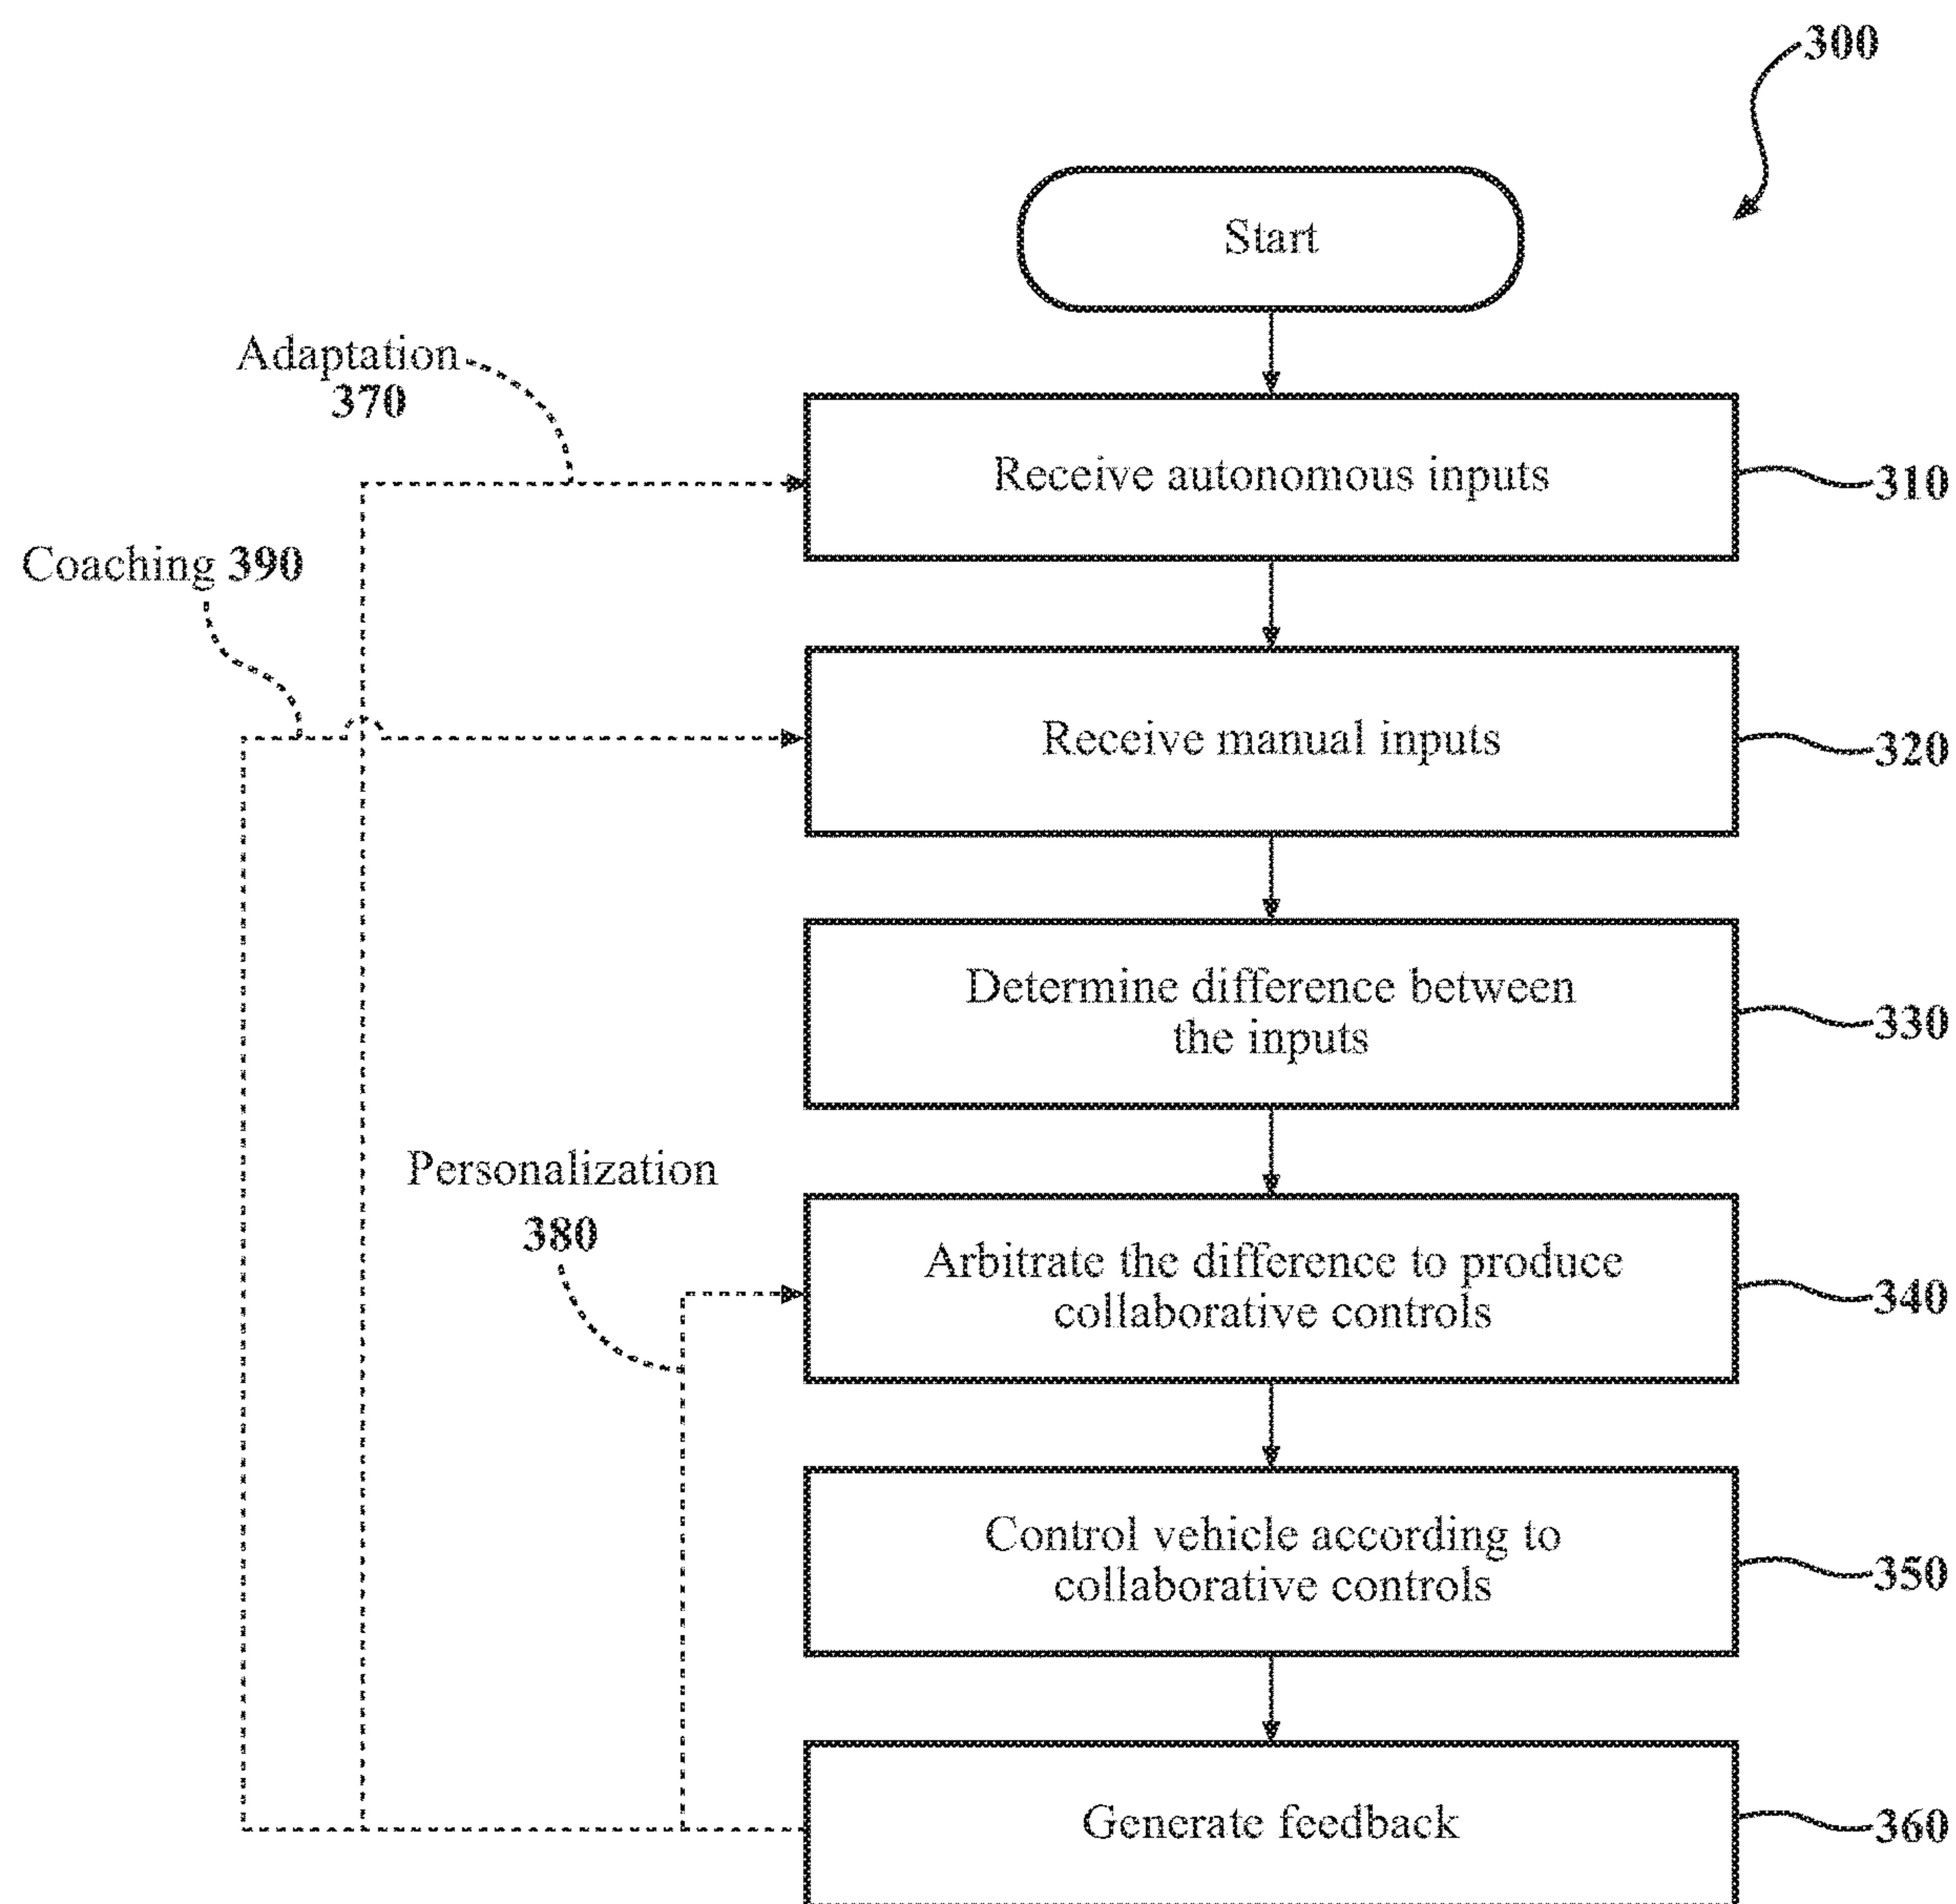 300
Start
Adaptation
370
Receive autonomous inputs
310
Coaching 390
Receive manual inputs
320
Determine difference between
the inputs
330
Personalization
380
Arbitrate the difference to produce
collaborative controls
340
Control vehicle according to
collaborative controls
350
Generate feedback
360